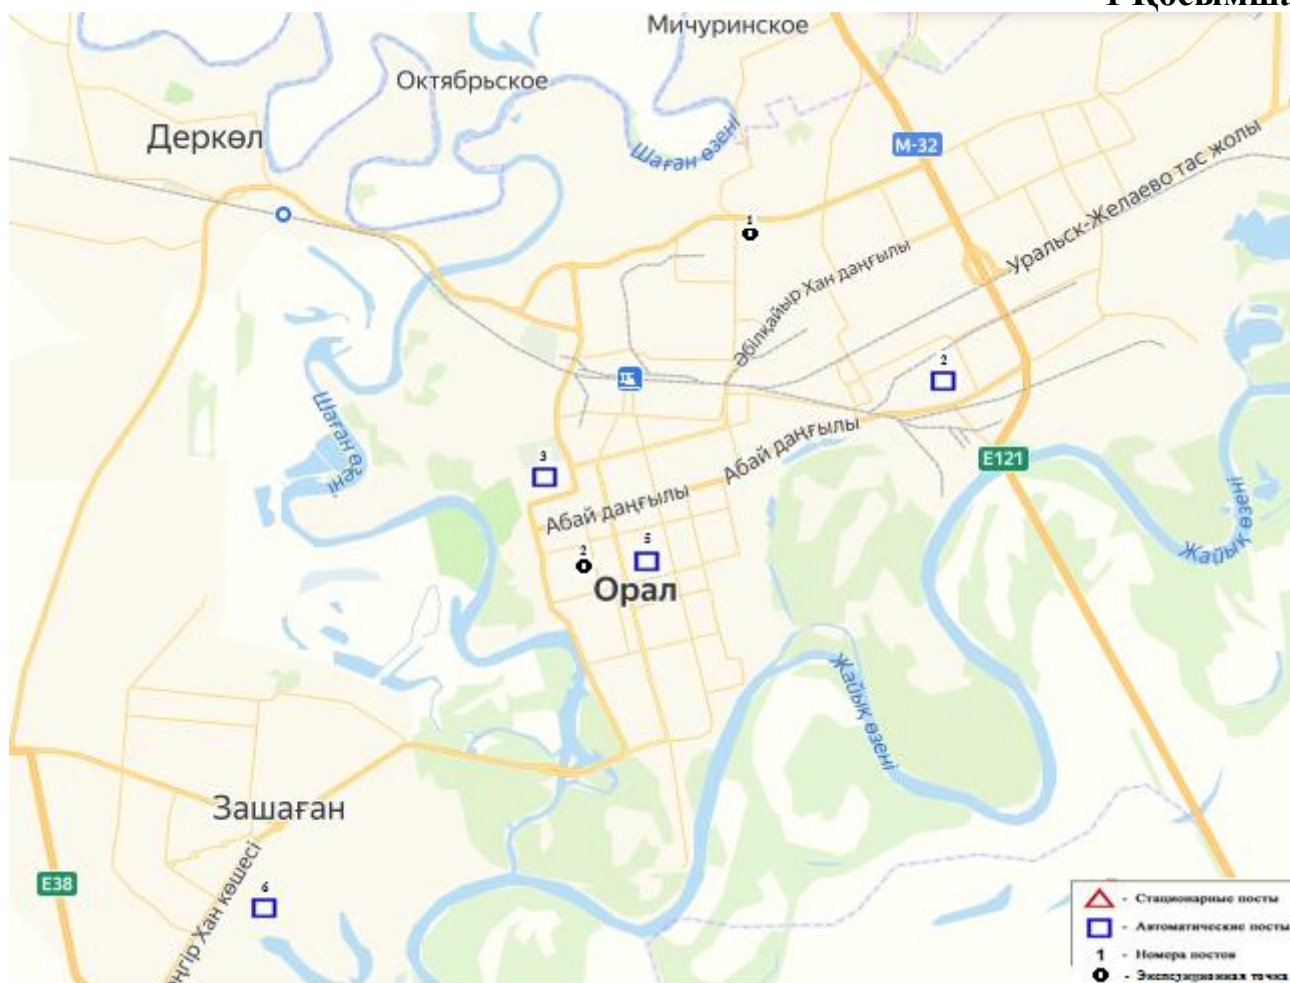 1 Қосымша
Мичуринское
Октябрьское
Деркөл
Шаған өзені
М-32
Уральск-Желаево тас жолы
1
Әбілқайыр Хан даңғылы
2
Шаған өзені
3
Абай даңғылы
Абай даңғылы
E121
Жайық өзені
2
5
Орал
Жайық өзені
Зашаған
E38
6
Хан көшесі
- Стационарные посты
- Автоматические посты
1 - Номера постов
- Экспедиционная точка